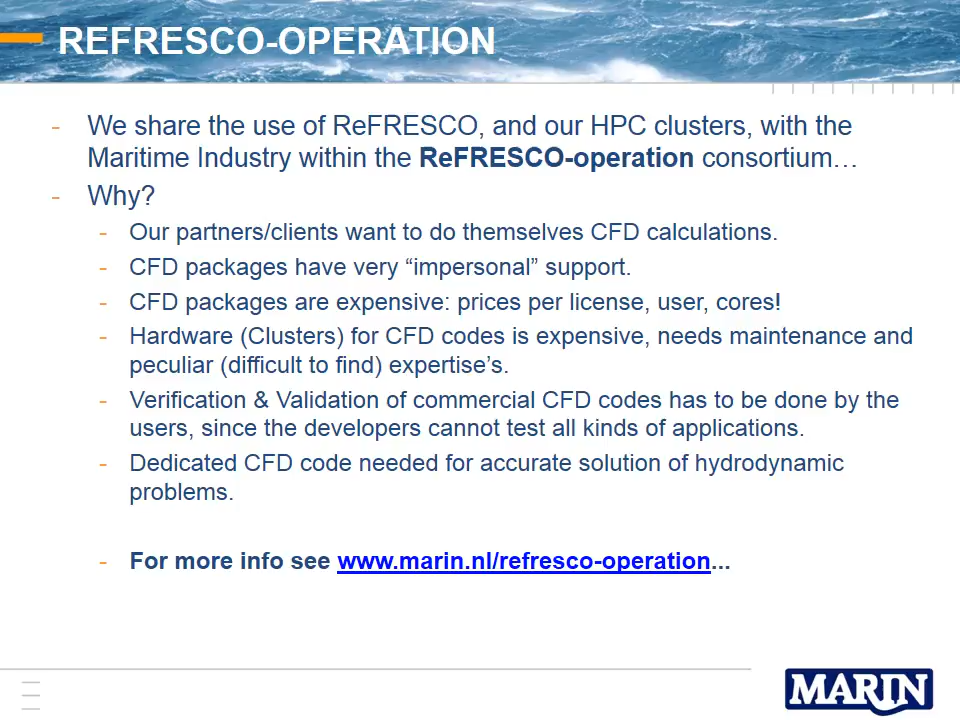 REFRESCO-OPERATION
- We share the use of ReFRESCO, and our HPC clusters, with the
Maritime Industry within the ReFRESCO-operation consortium…
- Why?
- Our partners/clients want to do themselves CFD calculations.
- CFD packages have very “impersonal” support.
- CFD packages are expensive: prices per license, user, cores!
- Hardware (Clusters) for CFD codes is expensive, needs maintenance and
peculiar (difficult to find) expertise’s.
- Verification & Validation of commercial CFD codes has to be done by the
users, since the developers cannot test all kinds of applications.
- Dedicated CFD code needed for accurate solution of hydrodynamic
problems.
- For more info see www.marin.nl/refresco-operation...
MARIN